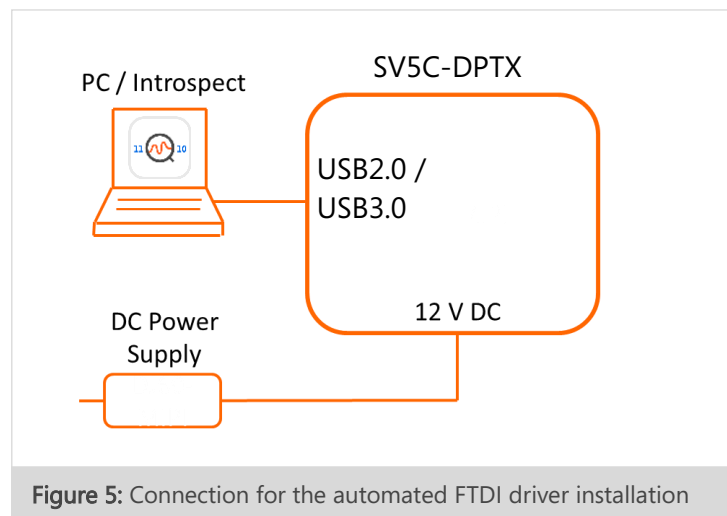 SV5C-DPTX
PC / Introspect
11 10
USB2.0 /
USB3.0
12 V DC
DC Power
Supply
Figure 5: Connection for the automated FTDI driver installation